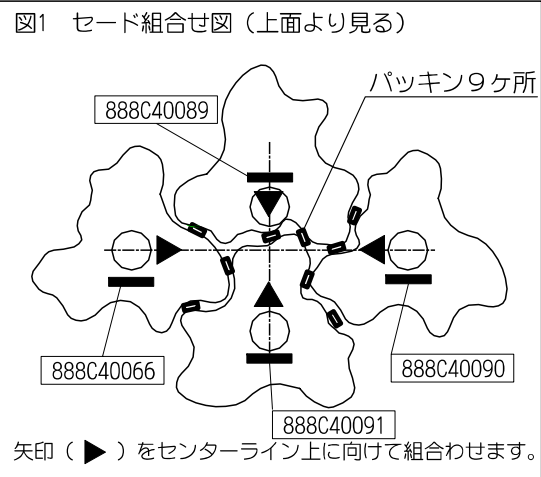 図1 セード組合せ図（上面より見る）
パッキン９ヶ所
888C40089
888C40066
888C40090
888C40091
矢印（ ▶ ）をセンターライン上に向けて組合わせます。